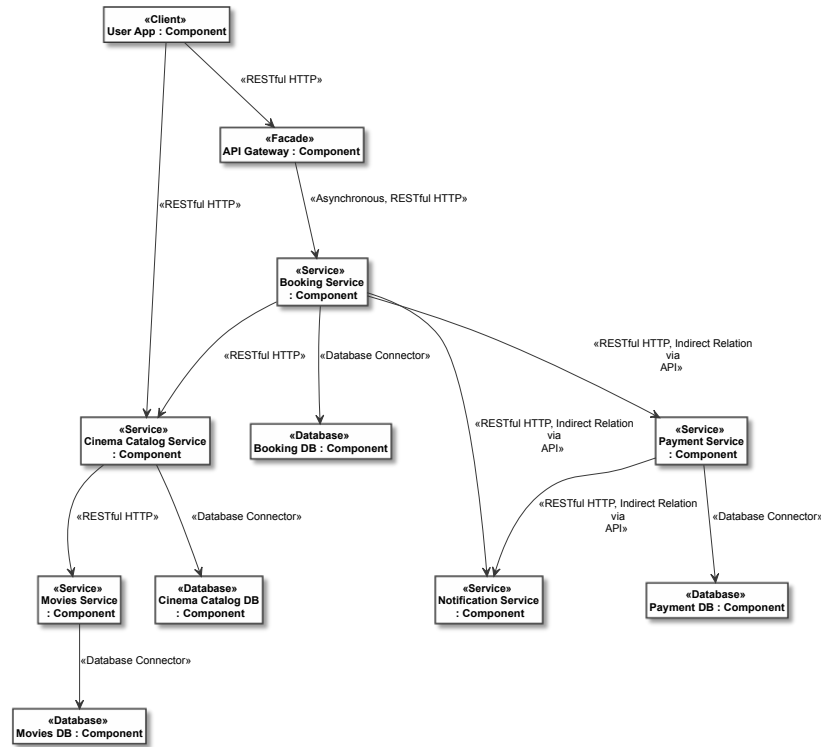 «Client»
User App : Component
«RESTful HTTP»
«Facade»
API Gateway : Component
«RESTful HTTP»
«Asynchronous, RESTful HTTP»
«Service»
Booking Service
: Component
«RESTful HTTP»
«Database Connector»
«RESTful HTTP, Indirect Relation
via
API»
«RESTful HTTP, Indirect Relation
via
API»
«Service»
Cinema Catalog Service
: Component
«Database»
Booking DB : Component
«Service»
Payment Service
: Component
«RESTful HTTP»
«Database Connector»
«RESTful HTTP, Indirect Relation
via
API»
«Database Connector»
«Service»
Movies Service
: Component
«Database»
Cinema Catalog DB
: Component
«Service»
Notification Service
: Component
«Database»
Payment DB : Component
«Database Connector»
«Database»
Movies DB : Component